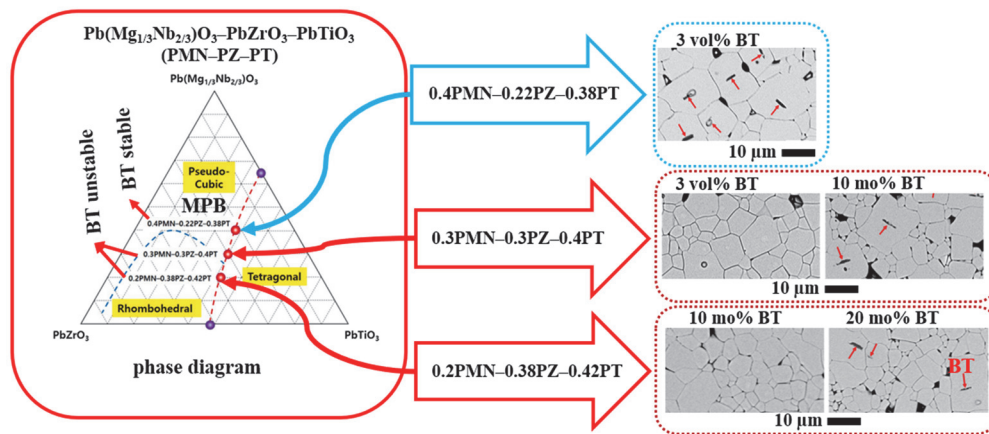 Pb(Mg1/3Nb2/3)O3–PbZrO3–PbTiO3
(PMN–PZ–PT)
Pb(Mg1/3Nb2/3)O3
BT unstable
BT stable
Pseudo-
Cubic
MPB
0.4PMN–0.22PZ–0.38PT
0.3PMN–0.3PZ–0.4PT
0.2PMN–0.38PZ–0.42PT
Tetragonal
Rhombohedral
PbZrO3
PbTiO3
phase diagram
0.4PMN–0.22PZ–0.38PT
3 vol% BT
10 μm
0.3PMN–0.3PZ–0.4PT
3 vol% BT
10 mo% BT
10 μm
0.2PMN–0.38PZ–0.42PT
10 mo% BT
20 mo% BT
BT
10 μm